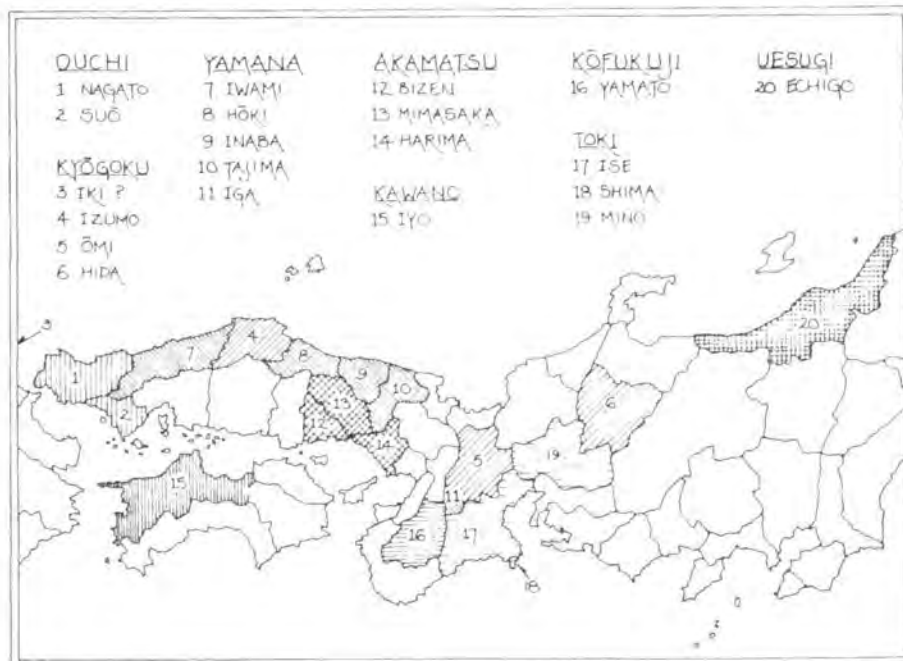 OUCHI
1 NAGATO
2 SUŌ
KYŌGOKU
3 IKI ?
4 IZUMO
5 ŌMI
6 HIDA
YAMANA
7 IWAMI
8 HŌKI
9 INABA
10 TAJIMA
11 IGA
AKAMATSU
12 BIZEN
13 MIMASAKA
14 HARIMA
KAWANO
15 IYO
KŌFUKUJI
16 YAMATO
TOKI
17 ISE
18 SHIMA
19 MINO
UESUGI
20 ECHIGO
3
1
2
7
4
8
9
10
13
12
14
15
5
11
16
17
18
19
6
20